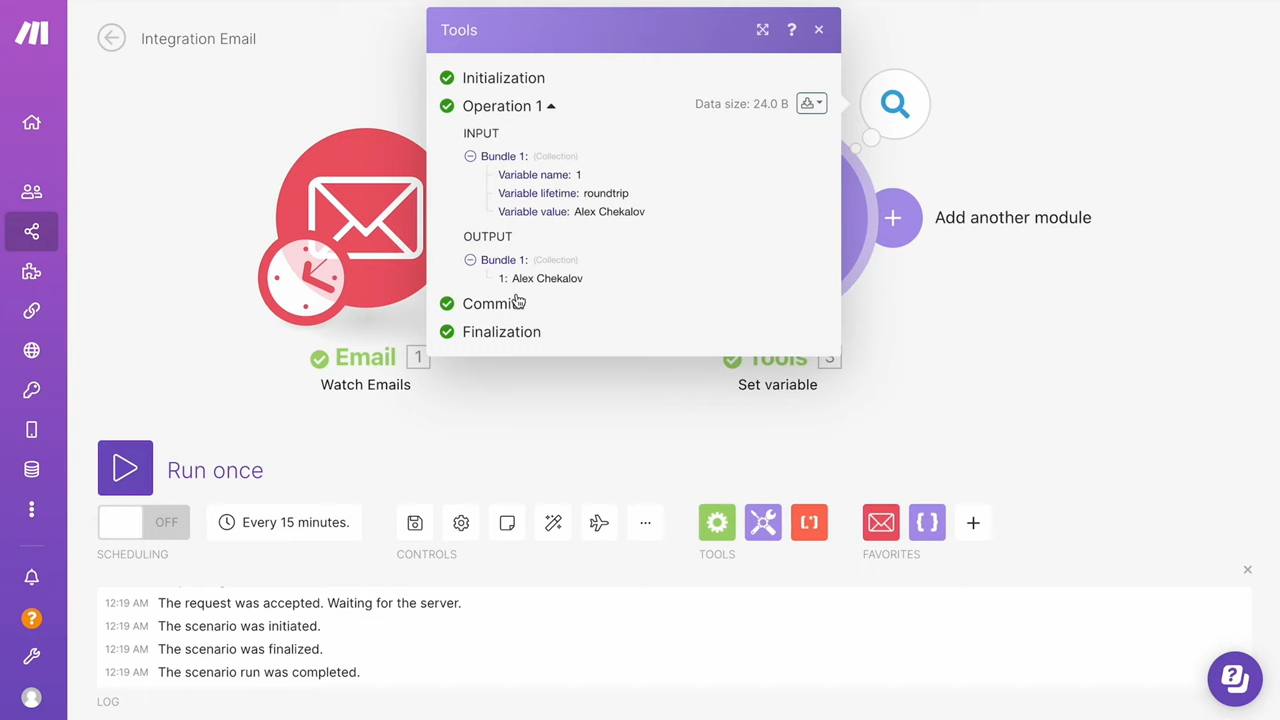 Integration Email
Tools
?
Initialization
Operation 1
Data size: 24.0 B
INPUT
Bundle 1: (Collection)
Variable name: 1
Variable lifetime: roundtrip
Variable value: Alex Chekalov
OUTPUT
Bundle 1: (Collection)
1: Alex Chekalov
Commit
Finalization
Add another module
Email 1
Watch Emails
Tools 3
Set variable
Run once
OFF
Every 15 minutes.
SCHEDULING
CONTROLS
TOOLS
FAVORITES
12:19 AM The request was accepted. Waiting for the server.
12:19 AM The scenario was initiated.
12:19 AM The scenario was finalized.
12:19 AM The scenario run was completed.
LOG